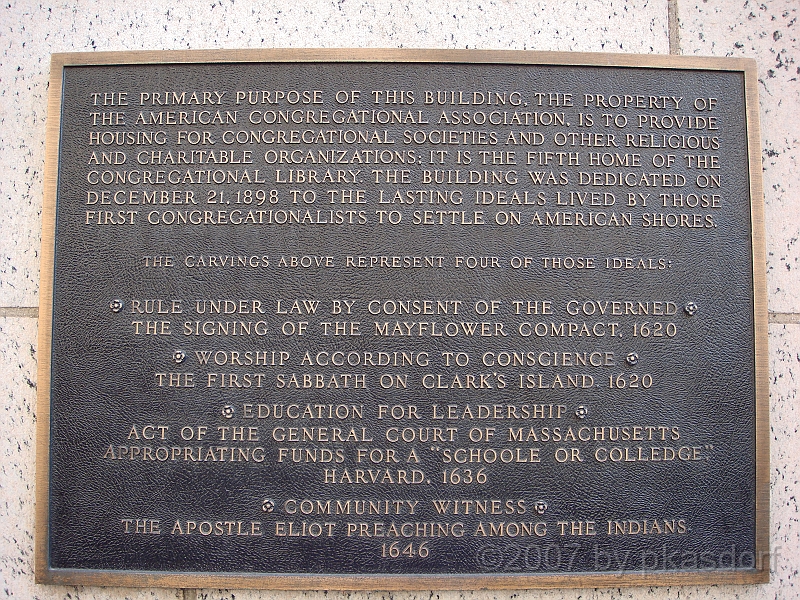 THE PRIMARY PURPOSE OF THIS BUILDING, THE PROPERTY OF
THE AMERICAN CONGREGATIONAL ASSOCIATION, IS TO PROVIDE
HOUSING FOR CONGREGATIONAL SOCIETIES AND OTHER RELIGIOUS
AND CHARITABLE ORGANIZATIONS; IT IS THE FIFTH HOME OF THE
CONGREGATIONAL LIBRARY. THE BUILDING WAS DEDICATED ON
DECEMBER 21, 1898 TO THE LASTING IDEALS LIVED BY THOSE
FIRST CONGREGATIONALISTS TO SETTLE ON AMERICAN SHORES.
THE CARVINGS ABOVE REPRESENT FOUR OF THOSE IDEALS:
RULE UNDER LAW BY CONSENT OF THE GOVERNED
THE SIGNING OF THE MAYFLOWER COMPACT, 1620
WORSHIP ACCORDING TO CONSCIENCE
THE FIRST SABBATH ON CLARK'S ISLAND, 1620
EDUCATION FOR LEADERSHIP
ACT OF THE GENERAL COURT OF MASSACHUSETTS
APPROPRIATING FUNDS FOR A "SCHOOLE OR COLLEDGE"
HARVARD, 1636
COMMUNITY WITNESS
THE APOSTLE ELIOT PREACHING AMONG THE INDIANS,
1646
©2007 by pkasdorf